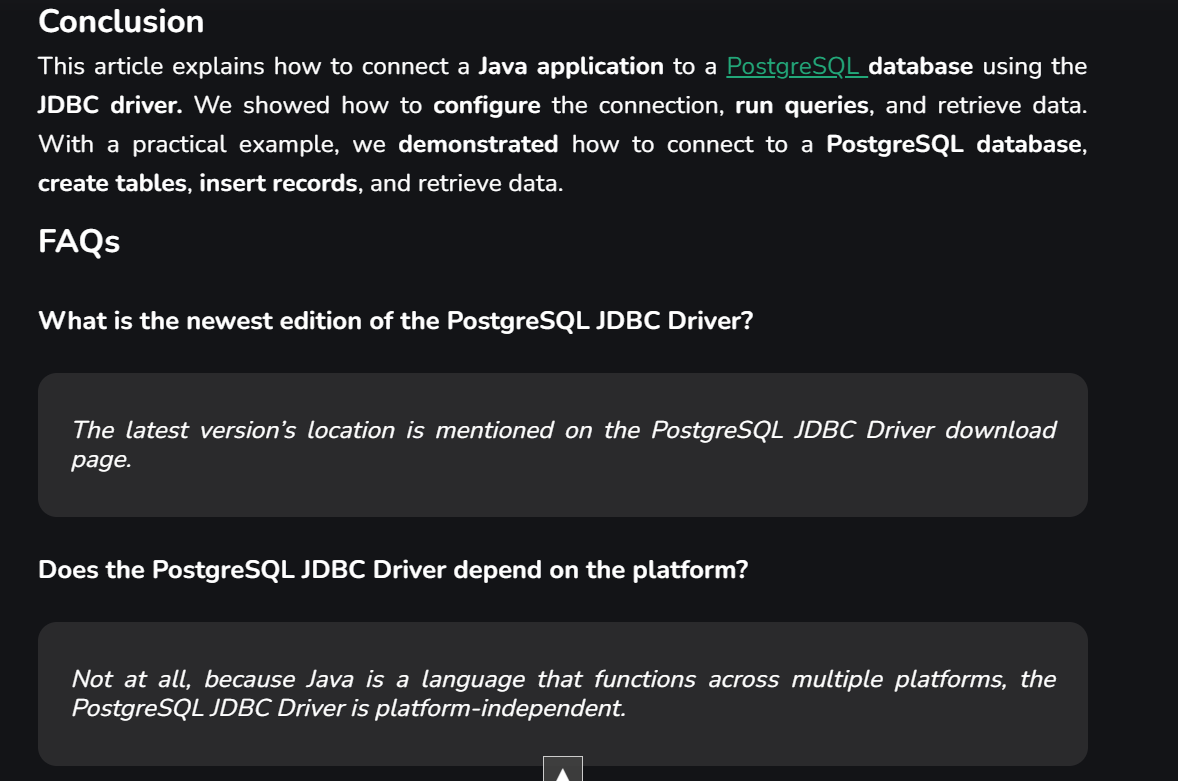 Conclusion
This article explains how to connect a Java application to a PostgreSQL database using the
JDBC driver. We showed how to configure the connection, run queries, and retrieve data.
With a practical example, we demonstrated how to connect to a PostgreSQL database,
create tables, insert records, and retrieve data.
FAQs
What is the newest edition of the PostgreSQL JDBC Driver?
The latest version’s location is mentioned on the PostgreSQL JDBC Driver download
page.
Does the PostgreSQL JDBC Driver depend on the platform?
Not at all, because Java is a language that functions across multiple platforms, the
PostgreSQL JDBC Driver is platform-independent.